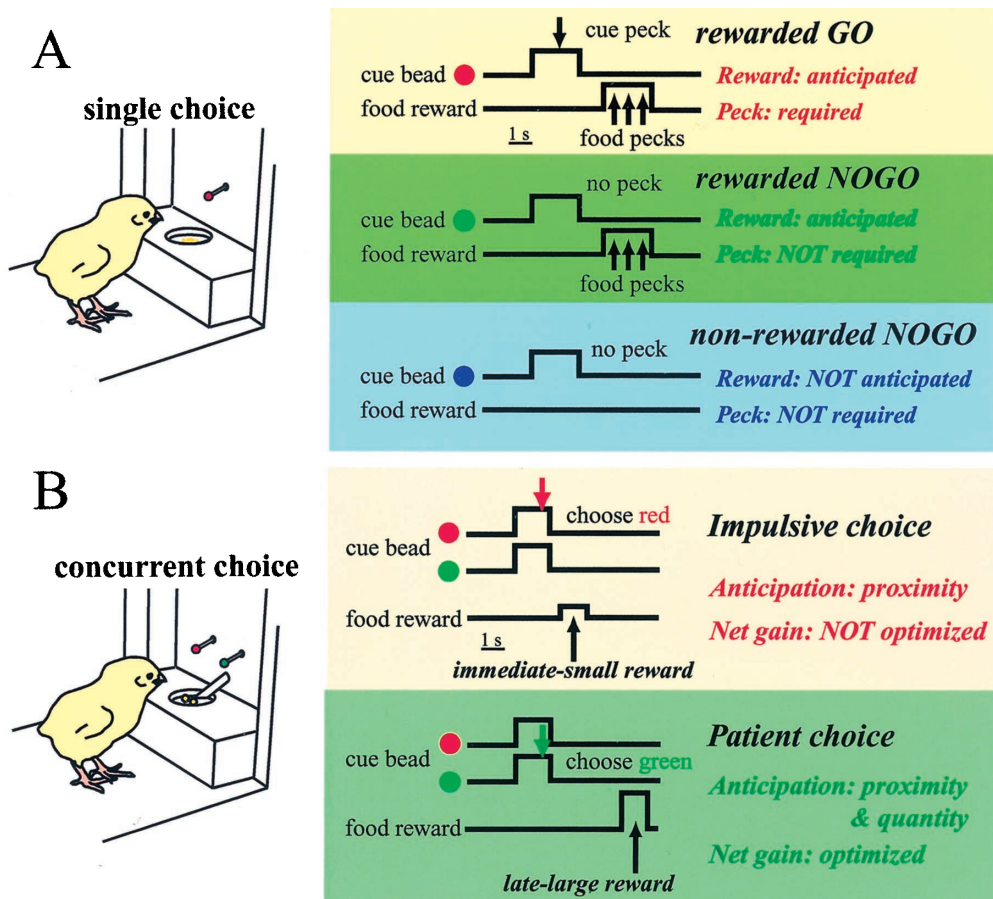 A
single choice
cue peck
rewarded GO
cue bead
Reward: anticipated
food reward
Peck: required
1 s
food pecks
no peck
rewarded NOGO
cue bead
Reward: anticipated
food reward
Peck: NOT required
food pecks
no peck
non-rewarded NOGO
cue bead
Reward: NOT anticipated
food reward
Peck: NOT required
B
concurrent choice
choose red
Impulsive choice
cue bead
Anticipation: proximity
food reward
Net gain: NOT optimized
1 s
immediate-small reward
Patient choice
cue bead
choose green
Anticipation: proximity
& quantity
food reward
Net gain: optimized
late-large reward